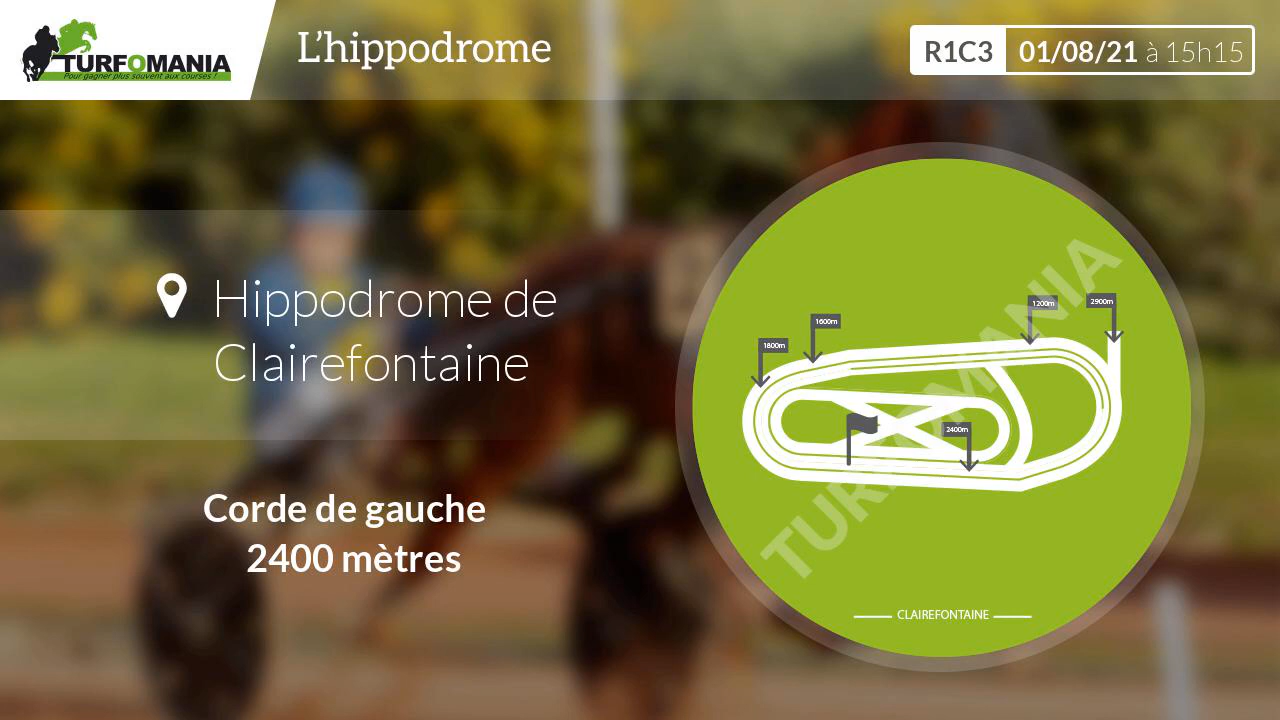 TURFOMANIA
Pour gagner plus souvent aux courses !
L'hippodrome
R1C3
01/08/21 à 15h15
Hippodrome de
Clairefontaine
Corde de gauche
2400 mètres
1200m
2900m
1600m
1800m
2400m
TURFOMANIA
CLAIREFONTAINE